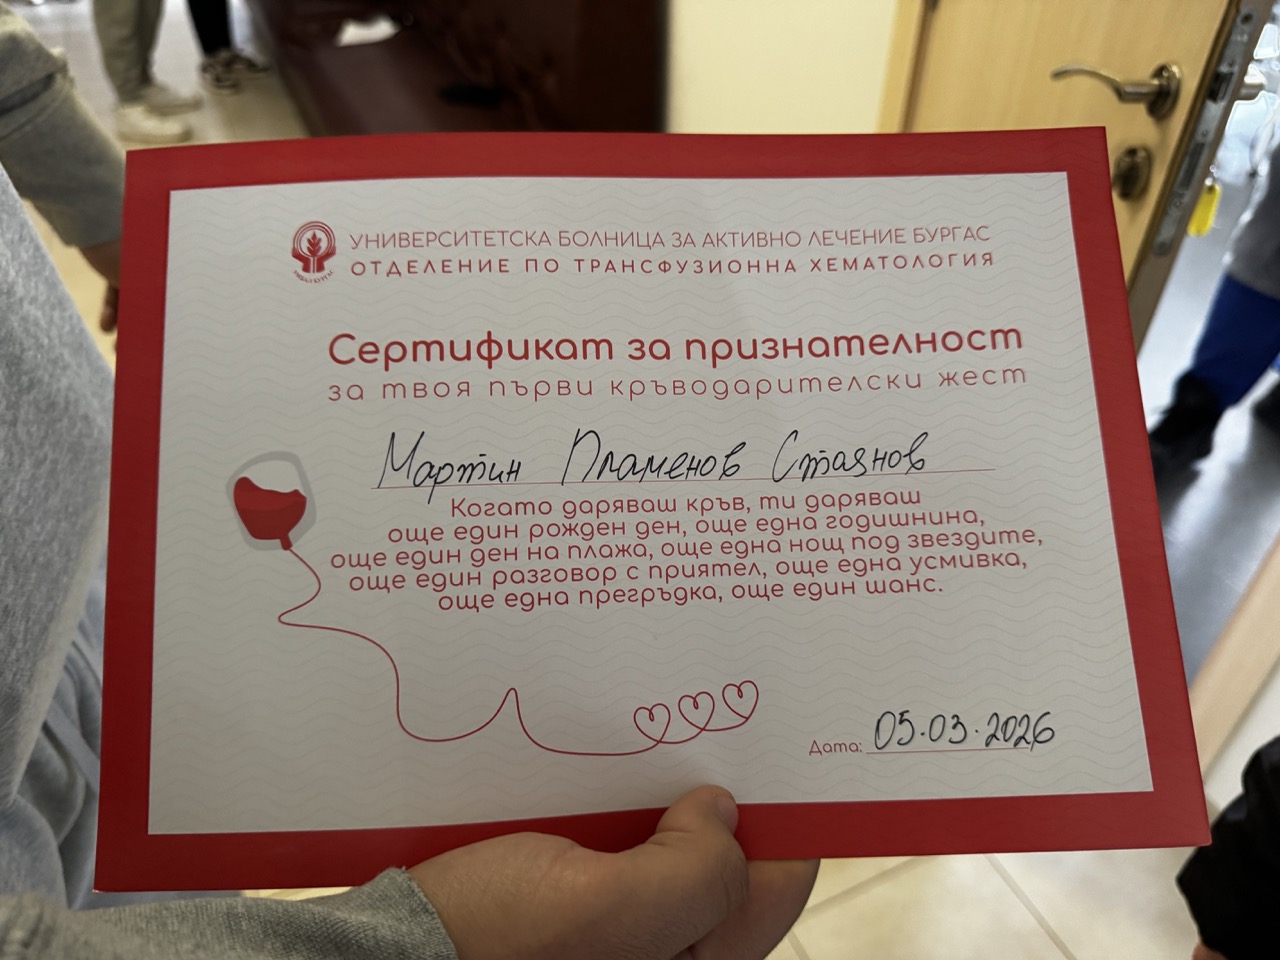 УНИВЕРСИТЕТСКА БОЛНИЦА ЗА АКТИВНО ЛЕЧЕНИЕ БУРГАС
ОТДЕЛЕНИЕ ПО ТРАНСФУЗИОННА ХЕМАТОЛОГИЯ
Сертификат за признателност
за твоя първи кръводарителски жест
Мартин Пламенов Стоянов
Когато даряваш кръв, ти даряваш
още един рожден ден, още една годишнина,
още един ден на плажа, още една нощ под звездите,
още един разговор с приятел, още една усмивка,
още една прегръдка, още един шанс.
Дата: 05.03.2026